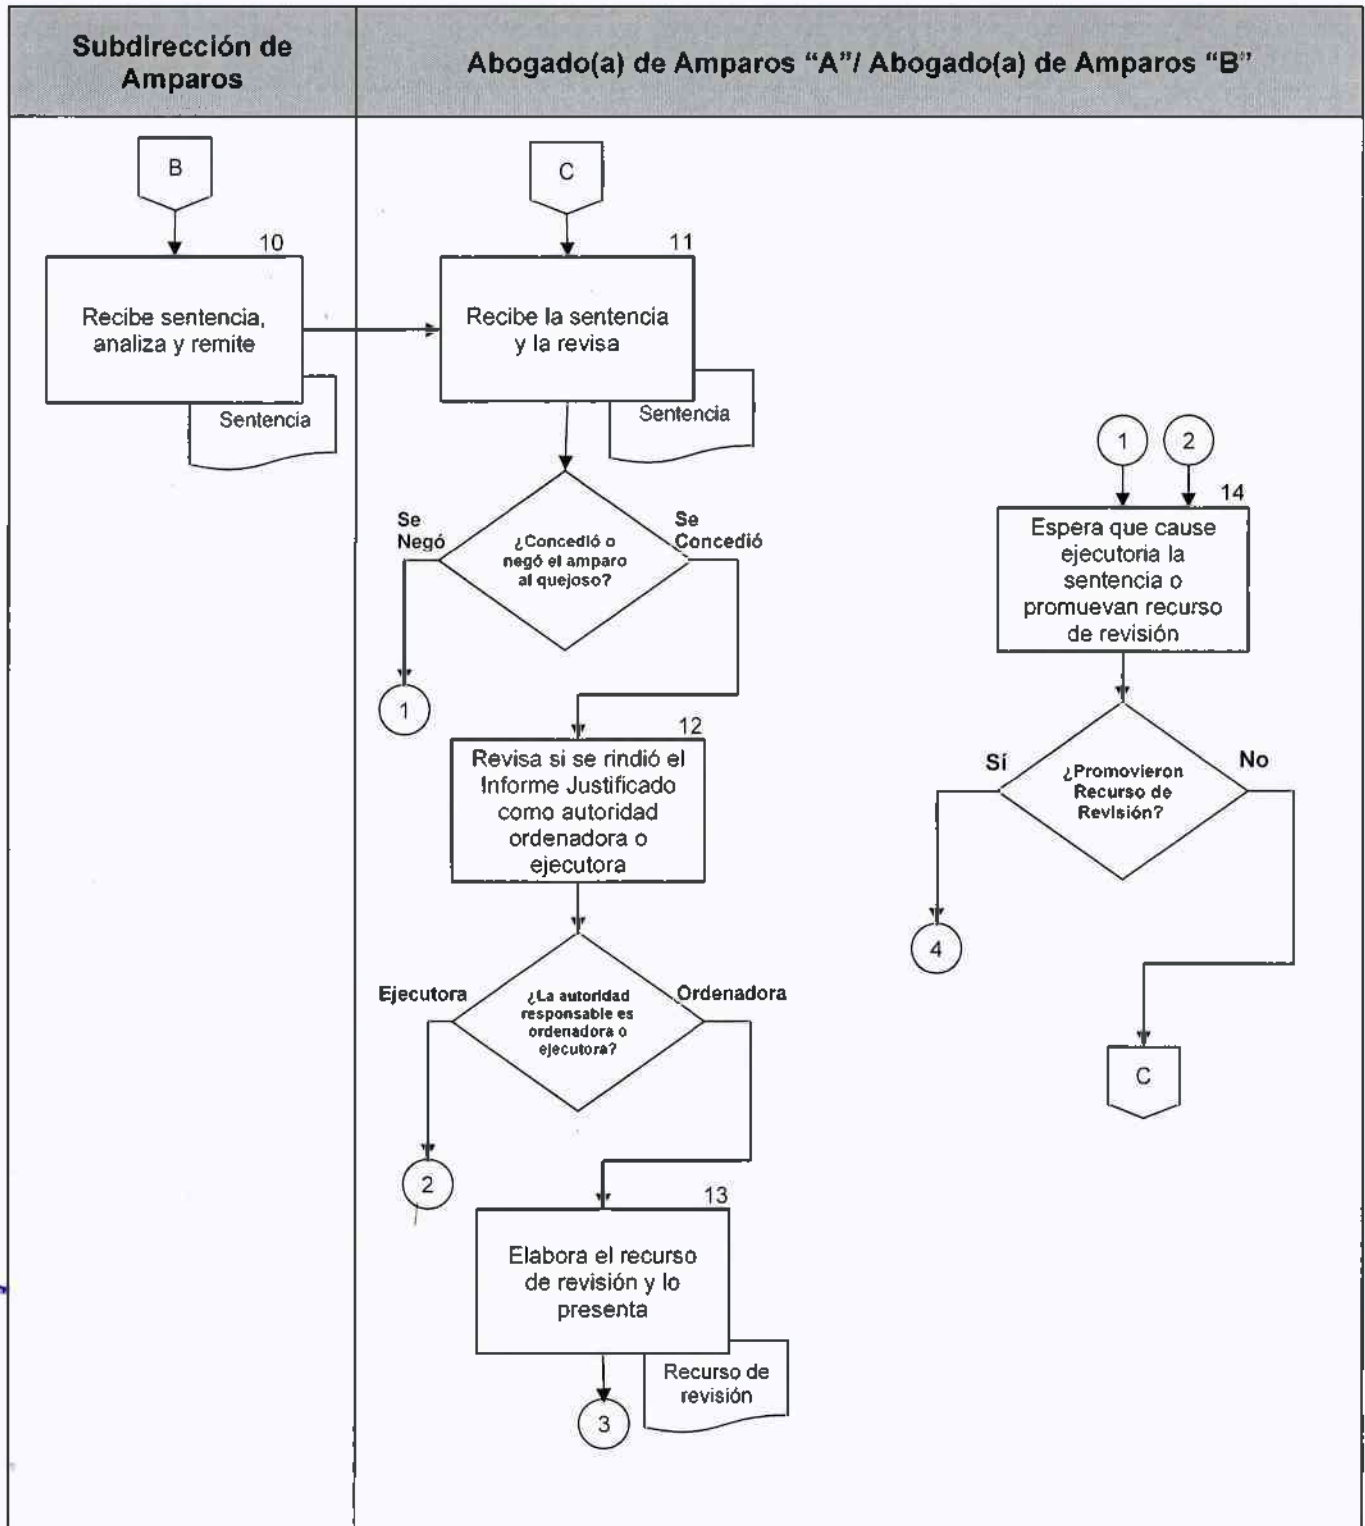 Subdirección de
Amparos
Abogado(a) de Amparos “A”/ Abogado(a) de Amparos “B”
B
10
Recibe sentencia,
analiza y remite
Sentencia
C
11
Recibe la sentencia
y la revisa
Sentencia
Se
Negó
¿Concedió o
negó el amparo
al quejoso?
Se
Concedió
1
12
Revisa si se rindió el
Informe Justificado
como autoridad
ordenadora o
ejecutora
Ejecutora
¿La autoridad
responsable es
ordenadora o
ejecutora?
Ordenadora
2
13
Elabora el recurso
de revisión y lo
presenta
Recurso de
revisión
3
1
2
14
Espera que cause
ejecutoria la
sentencia o
promuevan recurso
de revisión
Sí
¿Promovieron
Recurso de
Revisión?
No
4
C